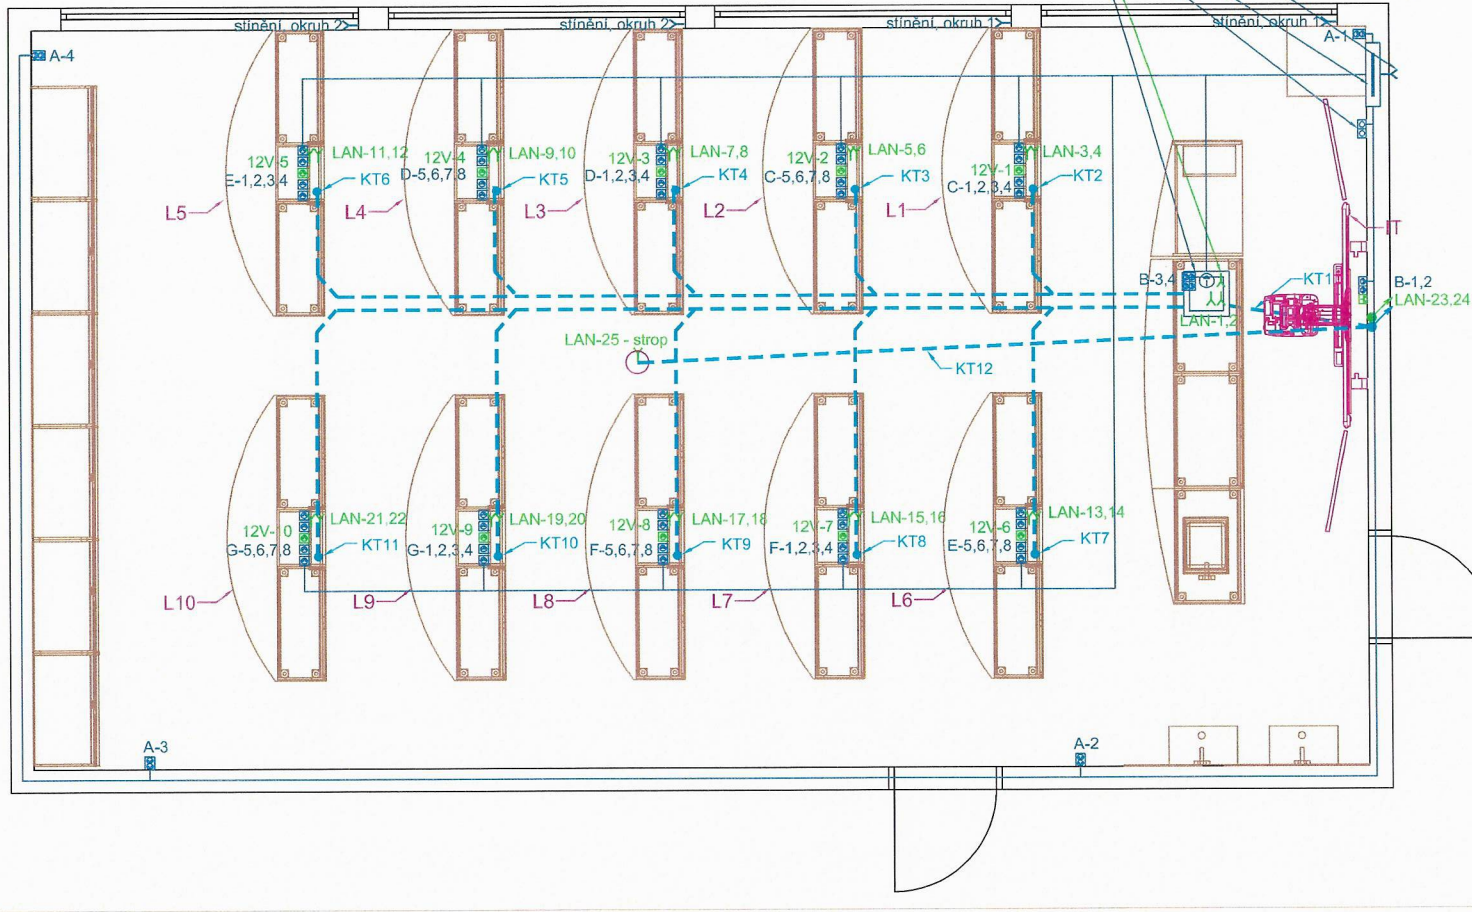 stínění, okruh 2
stínění, okruh 2
stínění, okruh 1
stínění, okruh 1
A-4
A-1
12V-5
LAN-11,12
E-1,2,3,4
KT6
L5
12V-4
LAN-9,10
D-5,6,7,8
KT5
L4
12V-3
LAN-7,8
D-1,2,3,4
KT4
L3
12V-2
LAN-5,6
C-5,6,7,8
KT3
L2
12V-1
LAN-3,4
C-1,2,3,4
KT2
L1
IT
B-3,4
KT1
B-1,2
LAN-23,24
LAN-1,2
LAN-25 - strop
KT12
12V-10
LAN-21,22
G-5,6,7,8
KT11
L10
12V-9
LAN-19,20
G-1,2,3,4
KT10
L9
12V-8
LAN-17,18
F-5,6,7,8
KT9
L8
12V-7
LAN-15,16
F-1,2,3,4
KT8
L7
12V-6
LAN-13,14
E-5,6,7,8
KT7
L6
A-3
A-2